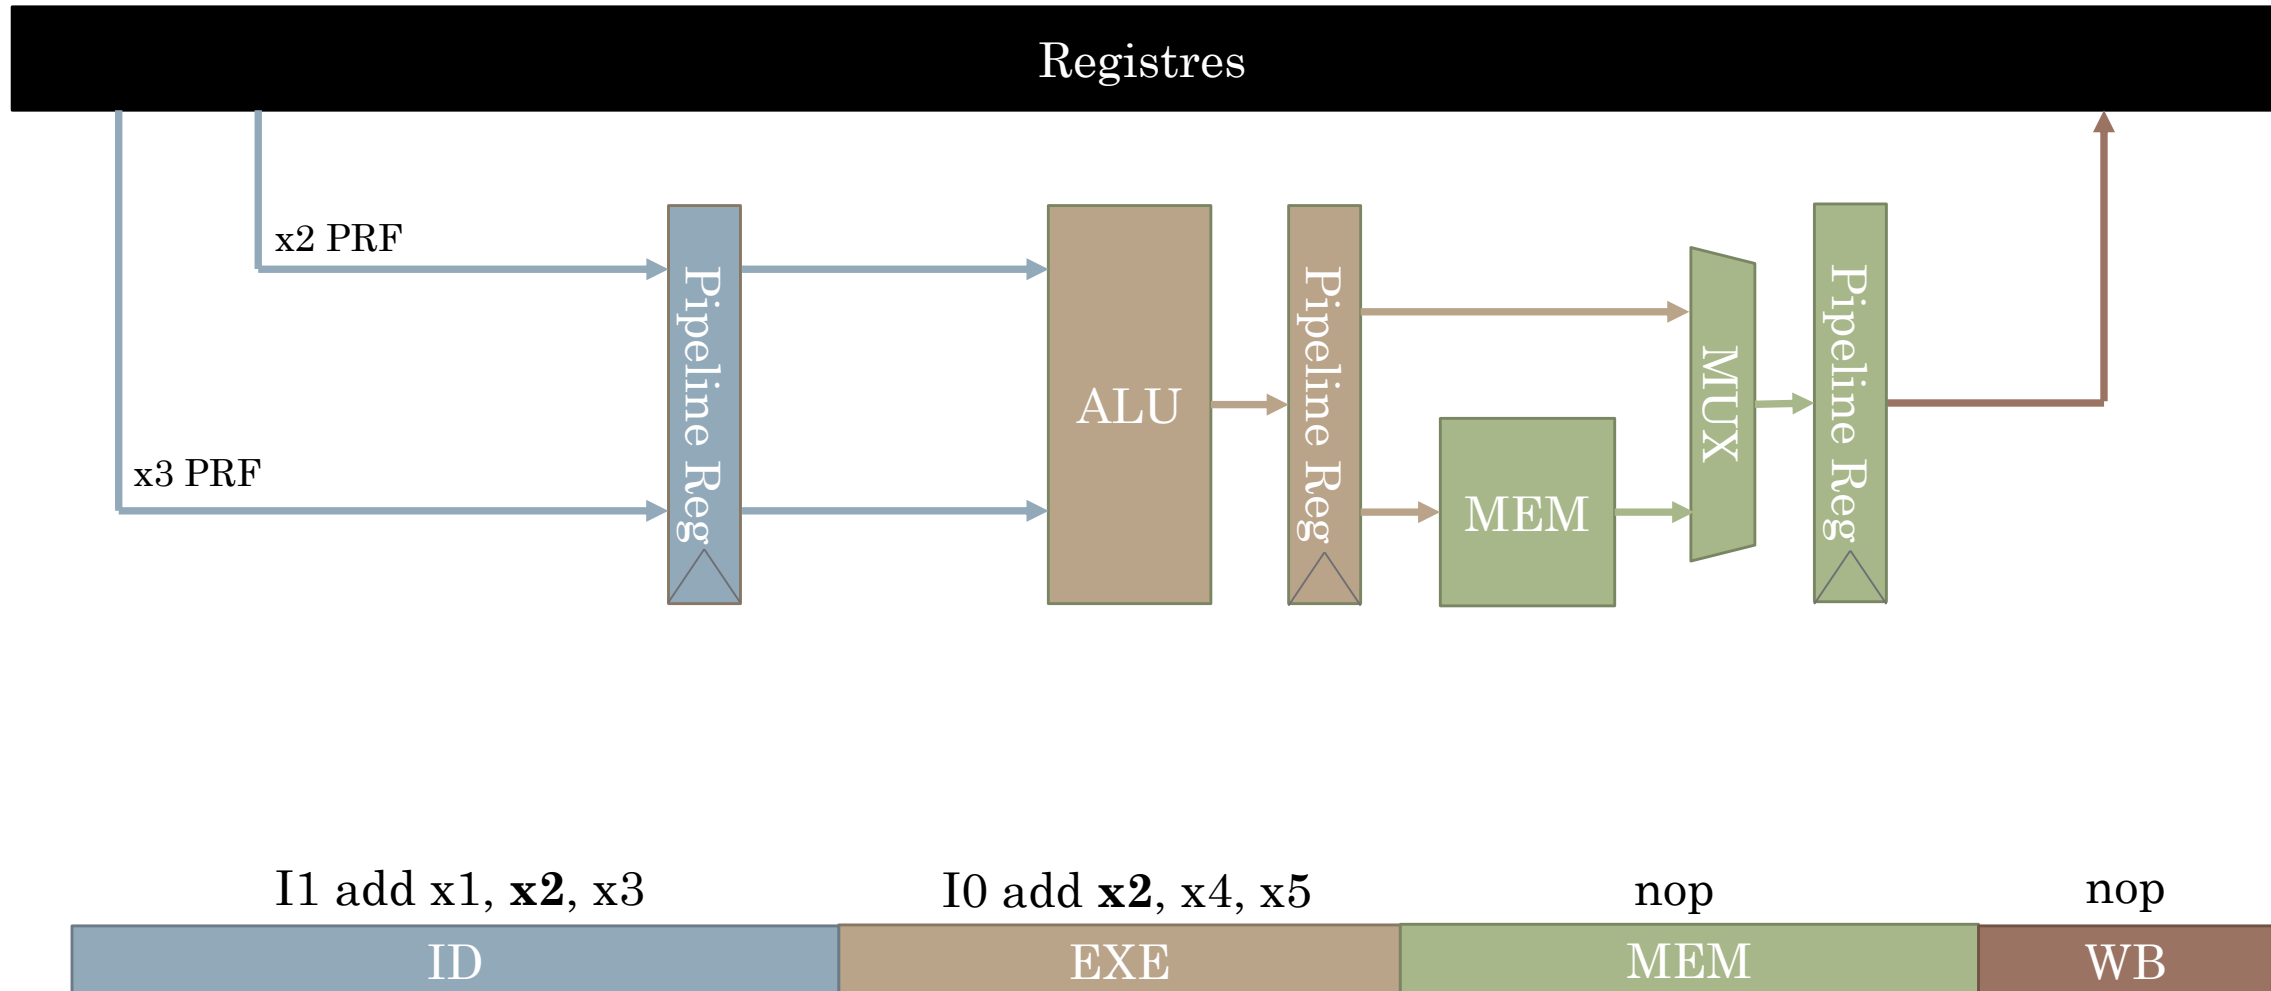 Registres
x2 PRF
x3 PRF
Pipeline Reg
ALU
Pipeline Reg
MEM
MUX
Pipeline Reg
I1 add x1, x2, x3
I0 add x2, x4, x5
nop
nop
ID
EXE
MEM
WB